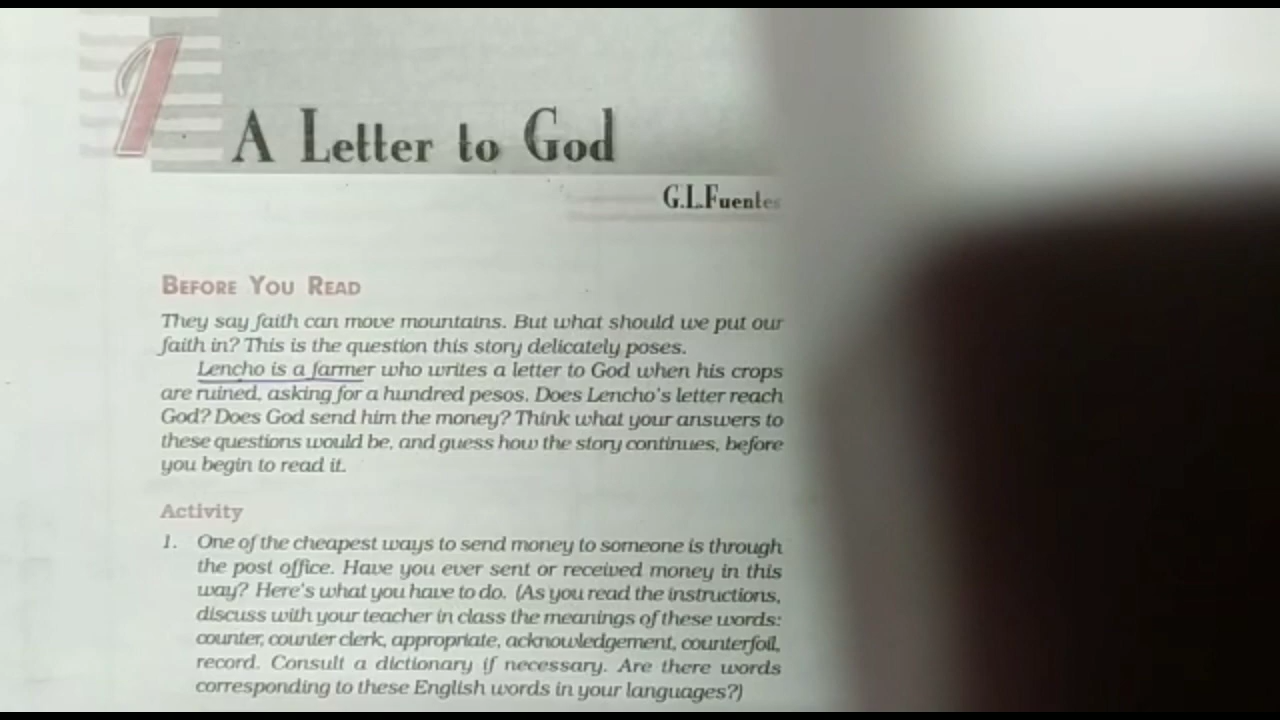 1
A Letter to God
G.L.Fuentes
BEFORE YOU READ
They say faith can move mountains. But what should we put our
faith in? This is the question this story delicately poses.
Lencho is a farmer who writes a letter to God when his crops
are ruined, asking for a hundred pesos. Does Lencho's letter reach
God? Does God send him the money? Think what your answers to
these questions would be, and guess how the story continues, before
you begin to read it.
Activity
1. One of the cheapest ways to send money to someone is through
the post office. Have you ever sent or received money in this
way? Here's what you have to do. (As you read the instructions,
discuss with your teacher in class the meanings of these words:
counter, counter clerk, appropriate, acknowledgement, counterfoil,
record. Consult a dictionary if necessary. Are there words
corresponding to these English words in your languages?)